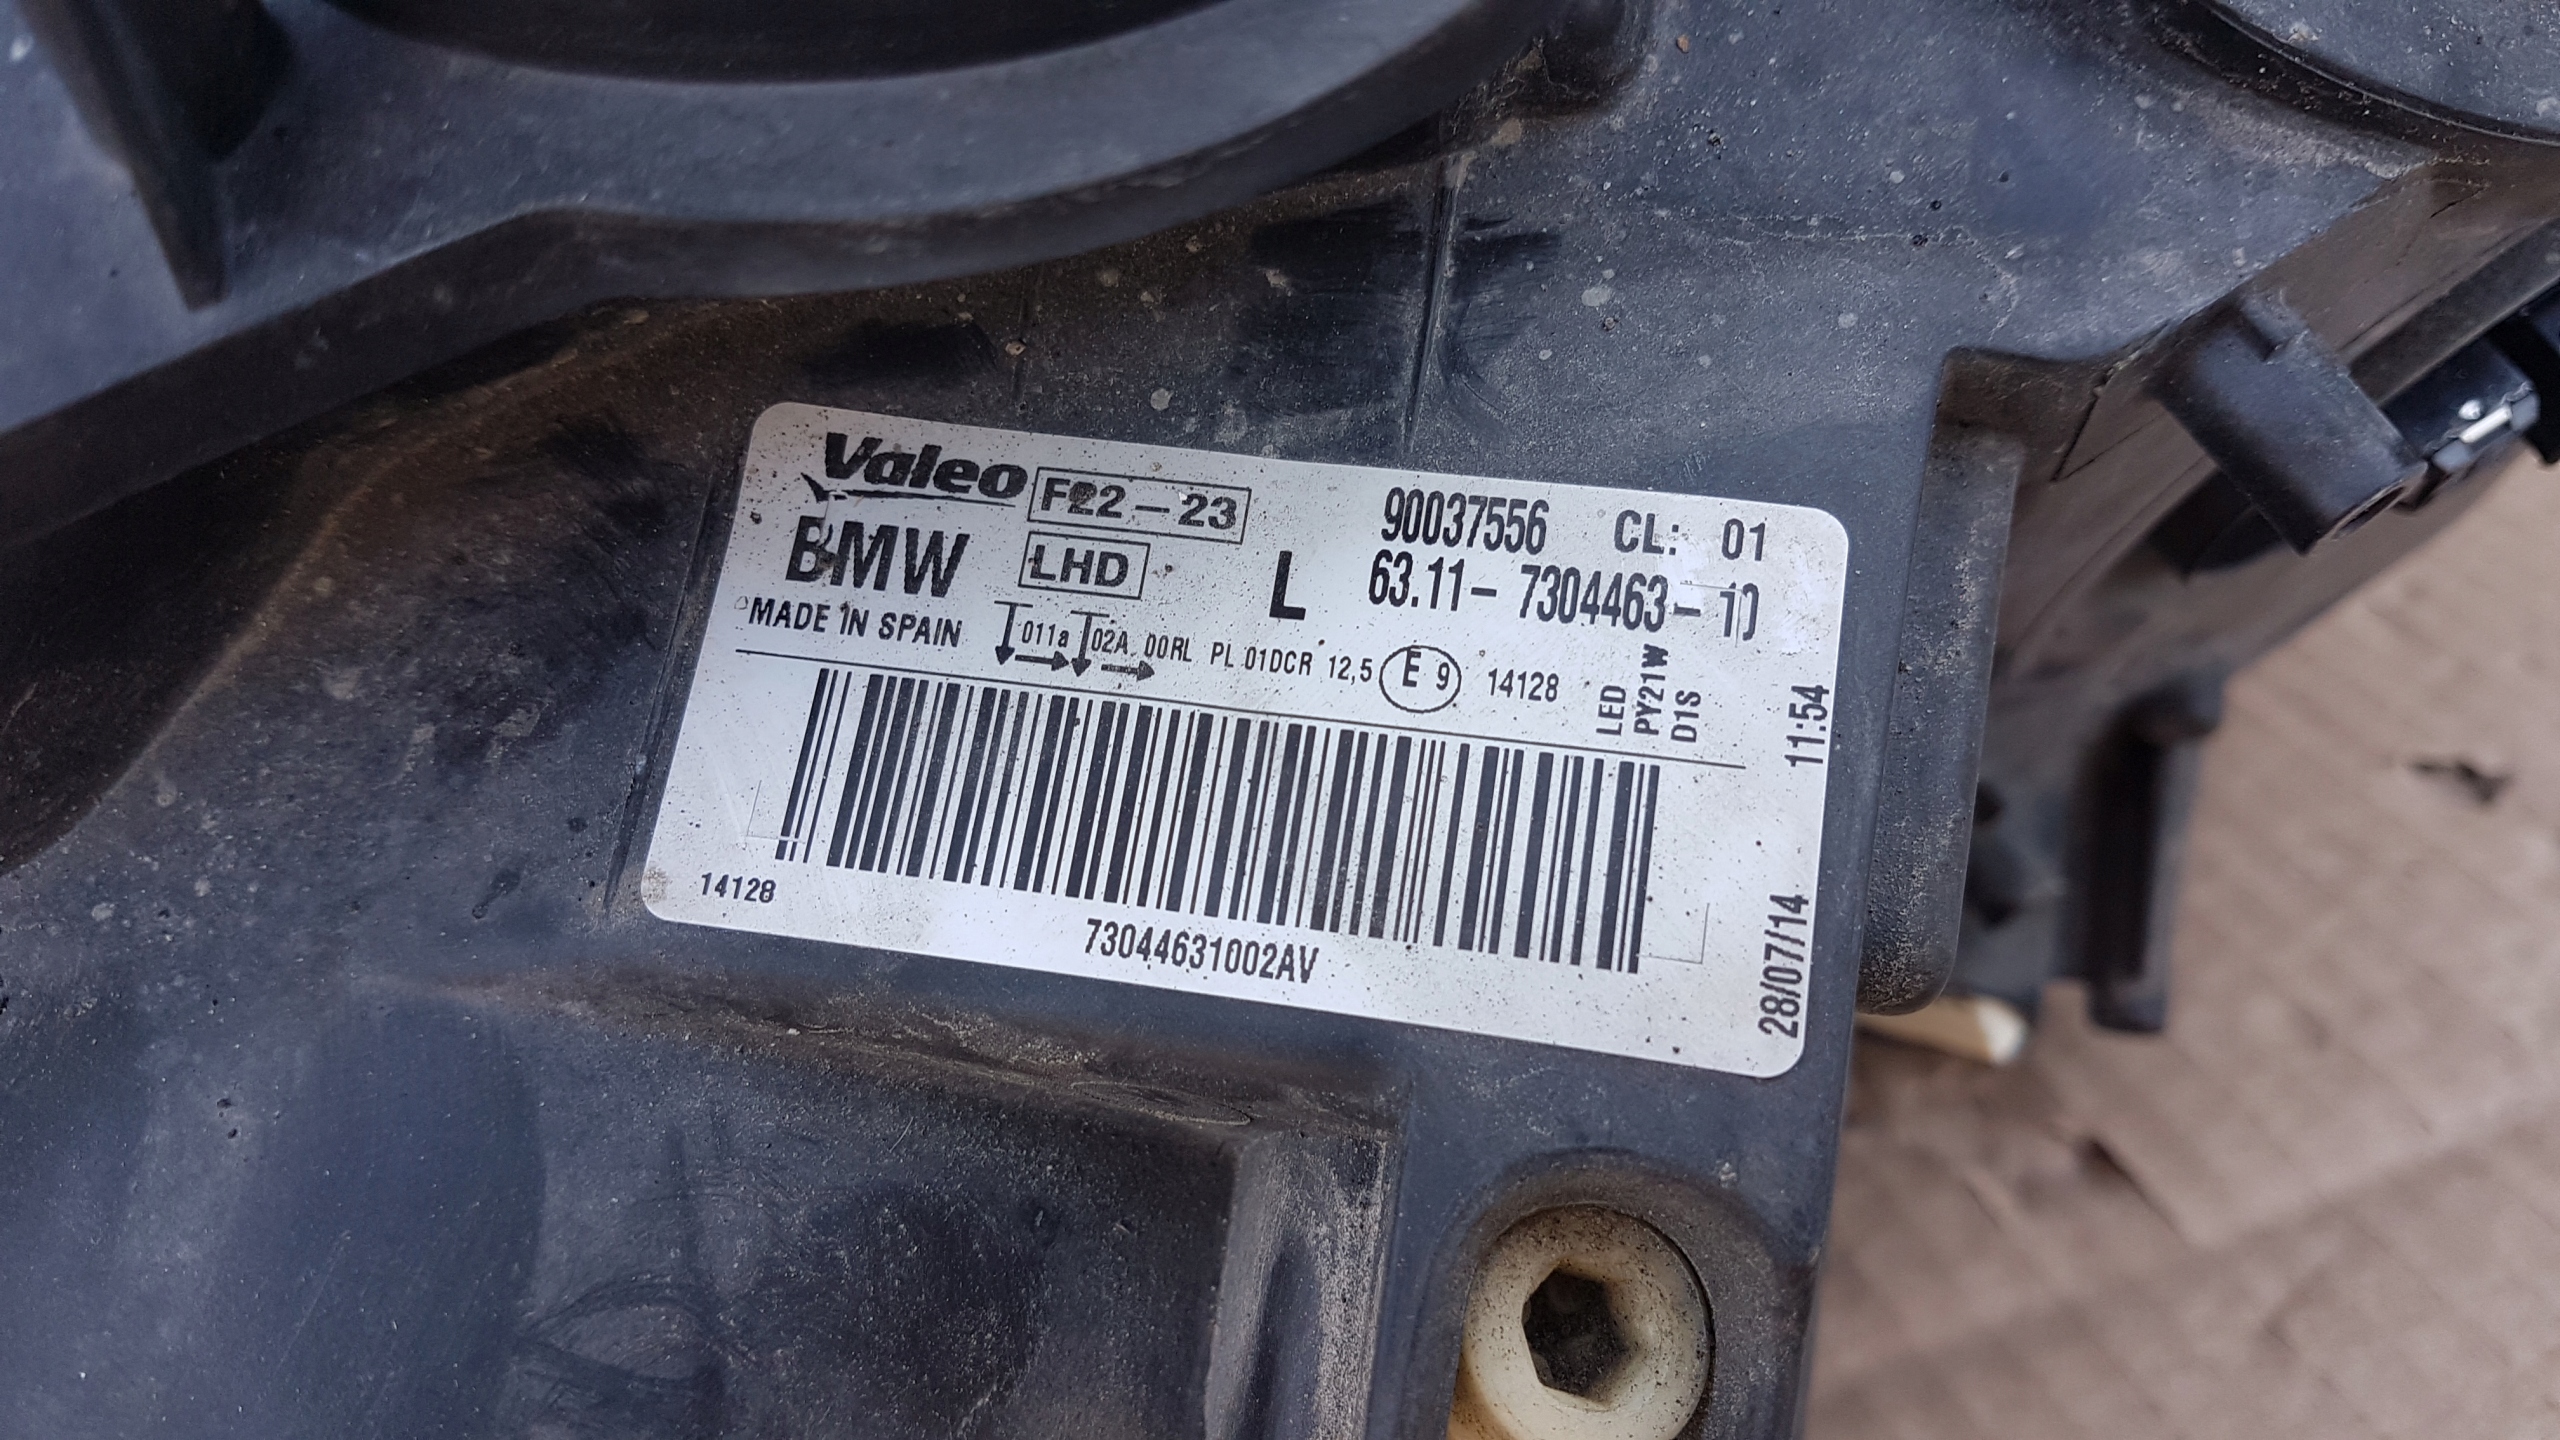 Valeo F22-23 90037556 CL: 01
BMW LHD L 63.11- 7304463- 10
MADE IN SPAIN 011a 02A 00RL PL 01DCR 12,5 E 9 14128
LED
PY21W
D1S
11:54
28/07/14
14128
73044631002AV